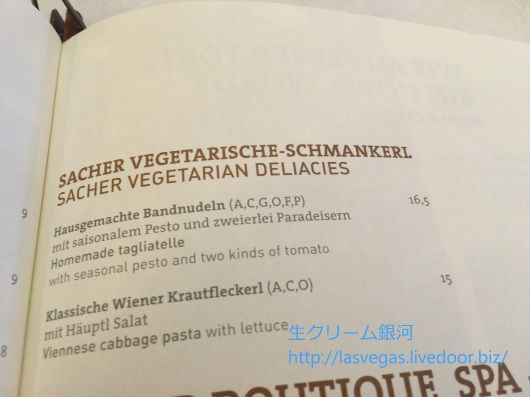 SACHER VEGETARISCHE-SCHMANKERL
SACHER VEGETARIAN DELIACIES
9
Hausgemachte Bandnudeln (A,C,G,O,F,P) 16,5
mit saisonalem Pesto und zweierlei Paradeisern
Homemade tagliatelle
with seasonal pesto and two kinds of tomato
9
Klassische Wiener Krautfleckerl (A,C,O) 15
mit Häuptl Salat
Viennese cabbage pasta with lettuce
8
生クリーム銀河
http://lasvegas.livedoor.biz/
BOUTIQUE, SPA